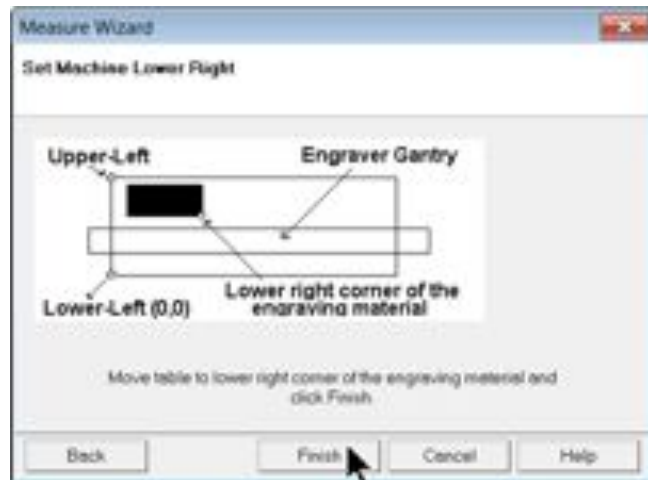 Measure Wizard
Set Machine Lower Right
Upper-Left
Engraver Gantry
Lower-Left (0,0)
Lower right corner of the
engraving material
Move table to lower right corner of the engraving material and
click Finish.
Back
Finish
Cancel
Help